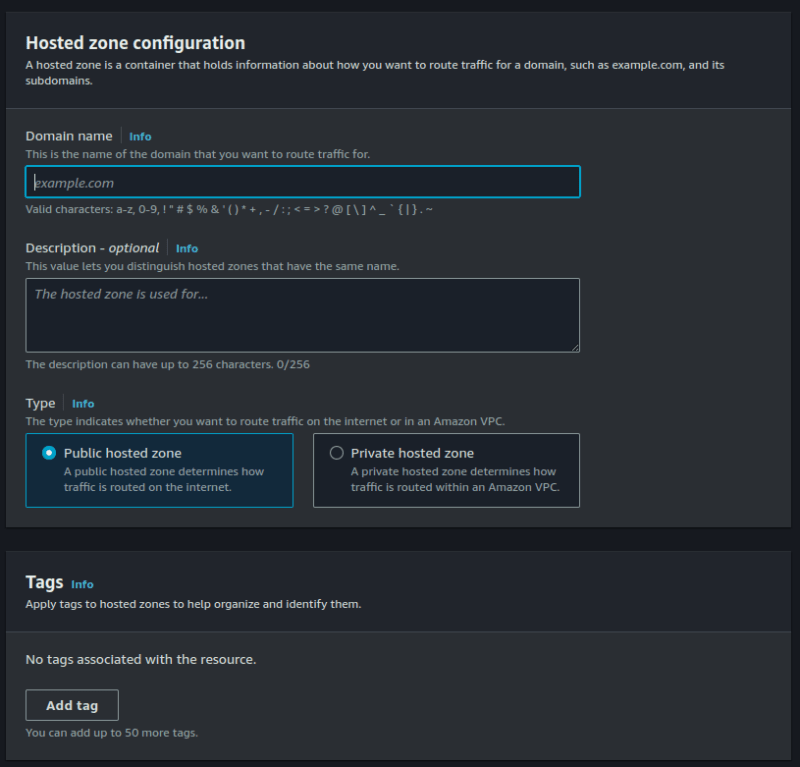 Hosted zone configuration
A hosted zone is a container that holds information about how you want to route traffic for a domain, such as example.com, and its
subdomains.
Domain name Info
This is the name of the domain that you want to route traffic for.
example.com
Valid characters: a-z, 0-9, ! " # $ % & ' ( ) * + , - / : ; < = > ? @ [ \ ] ^ _ ` { | } . ~
Description - optional Info
This value lets you distinguish hosted zones that have the same name.
The hosted zone is used for...
The description can have up to 256 characters. 0/256
Type Info
The type indicates whether you want to route traffic on the internet or in an Amazon VPC.
Public hosted zone
A public hosted zone determines how
traffic is routed on the internet.
Private hosted zone
A private hosted zone determines how
traffic is routed within an Amazon VPC.
Tags Info
Apply tags to hosted zones to help organize and identify them.
No tags associated with the resource.
Add tag
You can add up to 50 more tags.